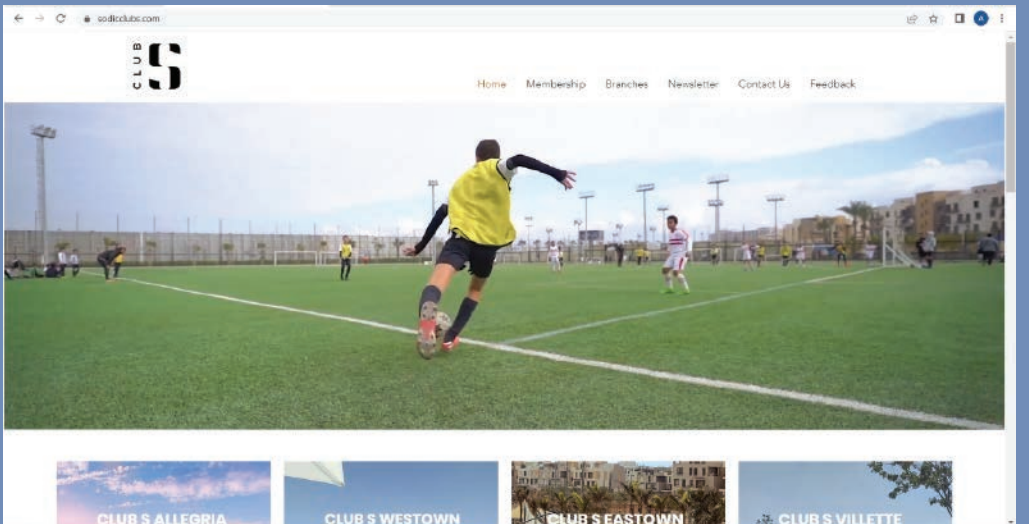 sodicclubs.com
CLUB S
Home Membership Branches Newsletter Contact Us Feedback
CLUB S ALLEGRIA
CLUB S WESTOWN
CLUB S EASTOWN
CLUB S VILLETTE